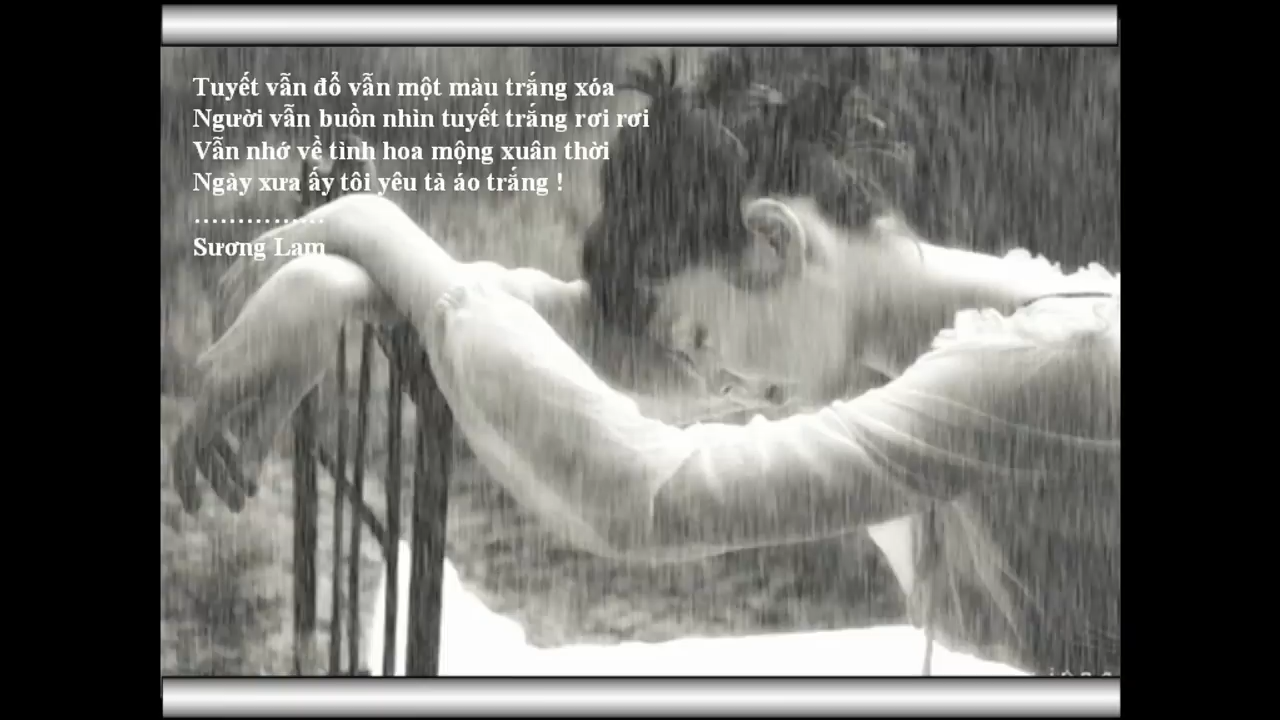 Tuyết vẫn đổ vẫn một màu trắng xóa
Người vẫn buồn nhìn tuyết trắng rơi rơi
Vẫn nhớ về tình hoa mộng xuân thời
Ngày xưa ấy tôi yêu tà áo trắng !
...............
Sương Lam